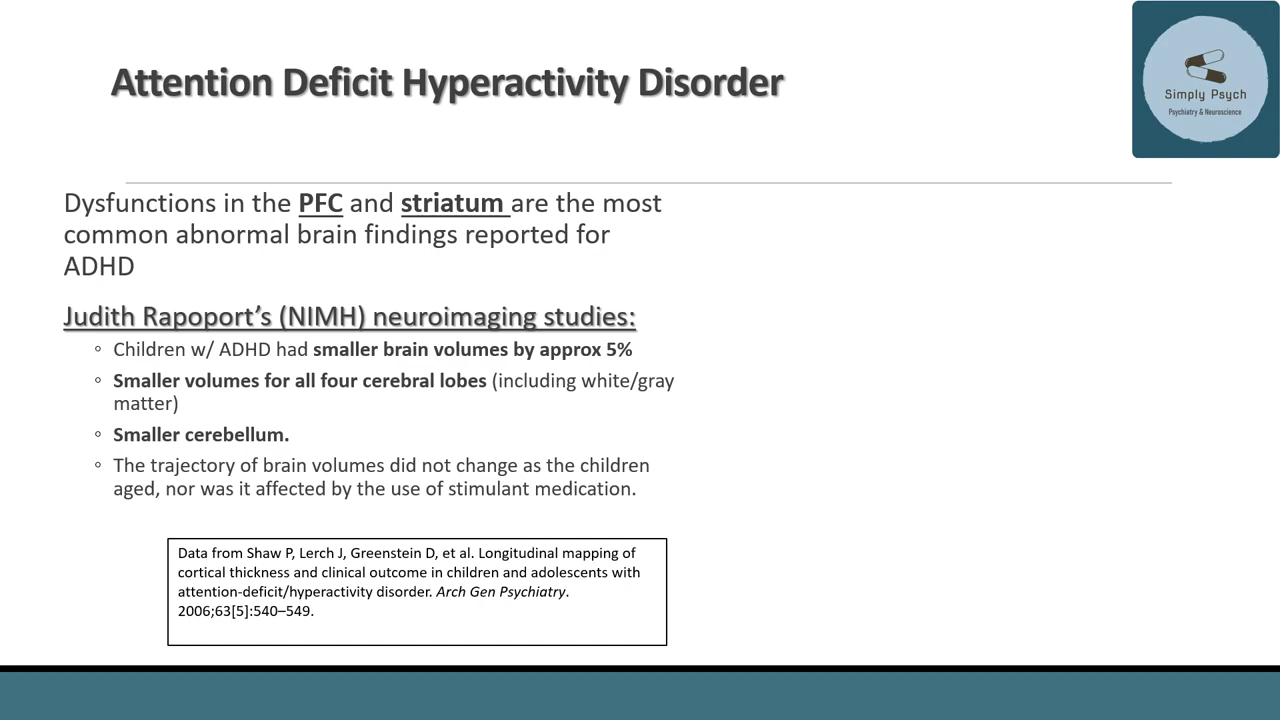 Attention Deficit Hyperactivity Disorder
Simply Psych
Psychiatry & Neuroscience
Dysfunctions in the PFC and striatum are the most
common abnormal brain findings reported for
ADHD
Judith Rapoport’s (NIMH) neuroimaging studies:
◦ Children w/ ADHD had smaller brain volumes by approx 5%
◦ Smaller volumes for all four cerebral lobes (including white/gray
matter)
◦ Smaller cerebellum.
◦ The trajectory of brain volumes did not change as the children
aged, nor was it affected by the use of stimulant medication.
Data from Shaw P, Lerch J, Greenstein D, et al. Longitudinal mapping of
cortical thickness and clinical outcome in children and adolescents with
attention-deficit/hyperactivity disorder. Arch Gen Psychiatry.
2006;63[5]:540–549.